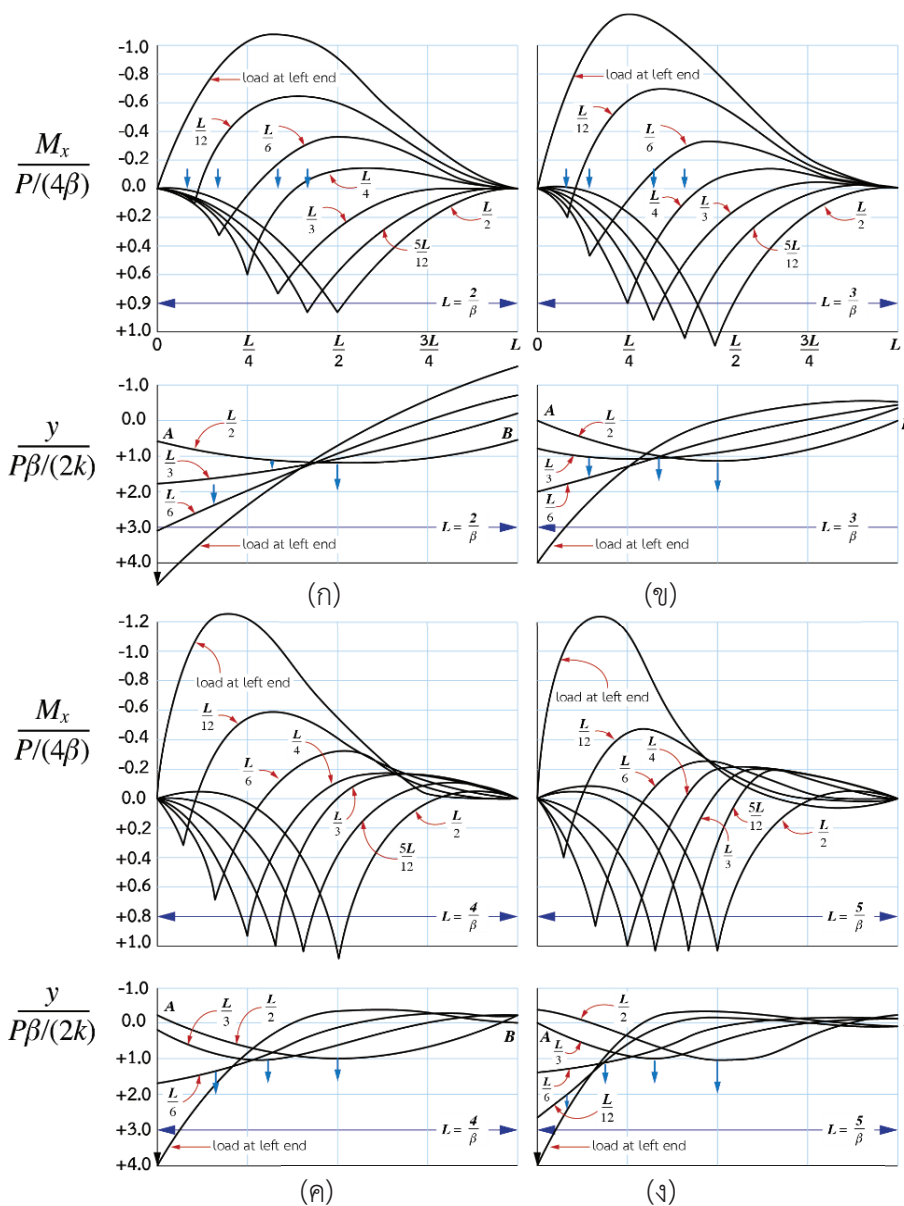 M_x / P/(4β)
-1.0
-0.8
-0.6
-0.4
-0.2
0.0
+0.2
+0.4
+0.6
+0.9
+1.0
load at left end
L/12
L/6
L/4
L/3
5L/12
L/2
L = 2/β
0
L/4
L/2
3L/4
L
load at left end
L/12
L/6
L/4
L/3
5L/12
L/2
L = 3/β
0
L/4
L/2
3L/4
L
y / Pβ/(2k)
-1.0
0.0
+1.0
+2.0
+3.0
+4.0
A
L/2
L/3
L/6
B
L = 2/β
load at left end
A
L/2
L/3
L/6
L = 3/β
load at left end
(ก)
(ข)
M_x / P/(4β)
-1.2
-1.0
-0.8
-0.6
-0.4
-0.2
0.0
+0.2
+0.4
+0.6
+0.8
+1.0
load at left end
L/12
L/6
L/4
L/3
5L/12
L/2
L = 4/β
load at left end
L/12
L/6
L/4
L/3
5L/12
L/2
L = 5/β
y / Pβ/(2k)
-1.0
0.0
+1.0
+2.0
+3.0
+4.0
A
L/3
L/2
L/6
B
L = 4/β
load at left end
A
L/2
L/3
L/6
L/12
L = 5/β
load at left end
(ค)
(ง)